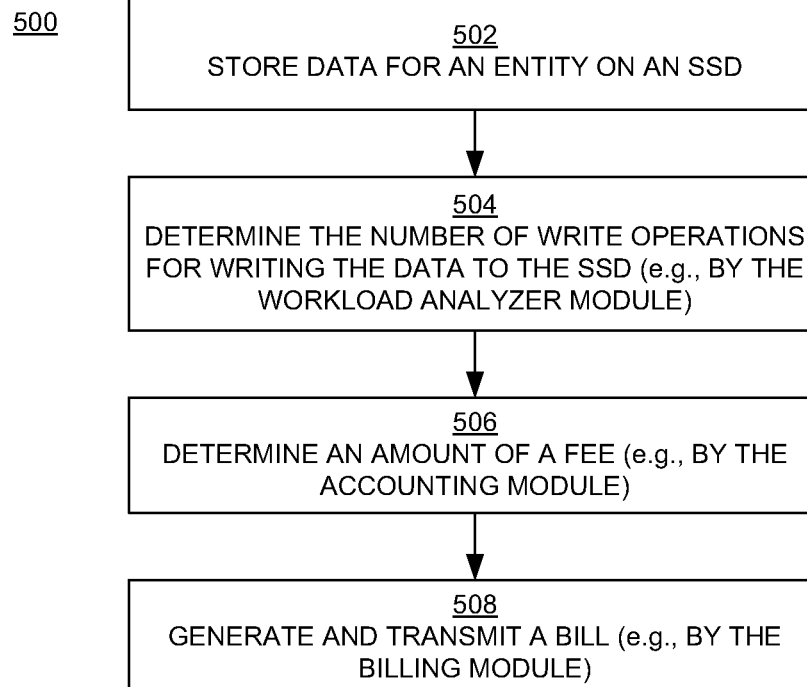 500
502
STORE DATA FOR AN ENTITY ON AN SSD
504
DETERMINE THE NUMBER OF WRITE OPERATIONS
FOR WRITING THE DATA TO THE SSD (e.g., BY THE
WORKLOAD ANALYZER MODULE)
506
DETERMINE AN AMOUNT OF A FEE (e.g., BY THE
ACCOUNTING MODULE)
508
GENERATE AND TRANSMIT A BILL (e.g., BY THE
BILLING MODULE)